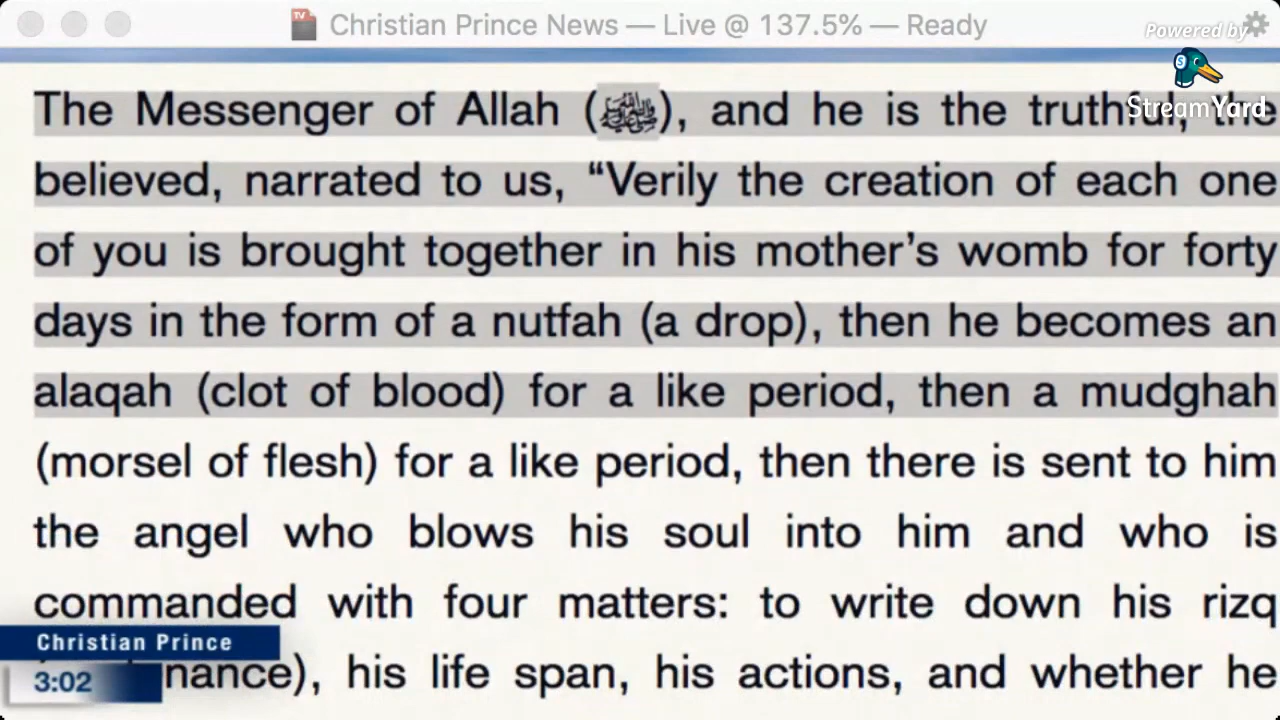 Christian Prince News — Live @ 137.5% — Ready
Powered by
StreamYard
The Messenger of Allah (ﷺ), and he is the truthful, the
believed, narrated to us, “Verily the creation of each one
of you is brought together in his mother’s womb for forty
days in the form of a nutfah (a drop), then he becomes an
alaqah (clot of blood) for a like period, then a mudghah
(morsel of flesh) for a like period, then there is sent to him
the angel who blows his soul into him and who is
commanded with four matters: to write down his rizq
nance), his life span, his actions, and whether he
Christian Prince
3:02